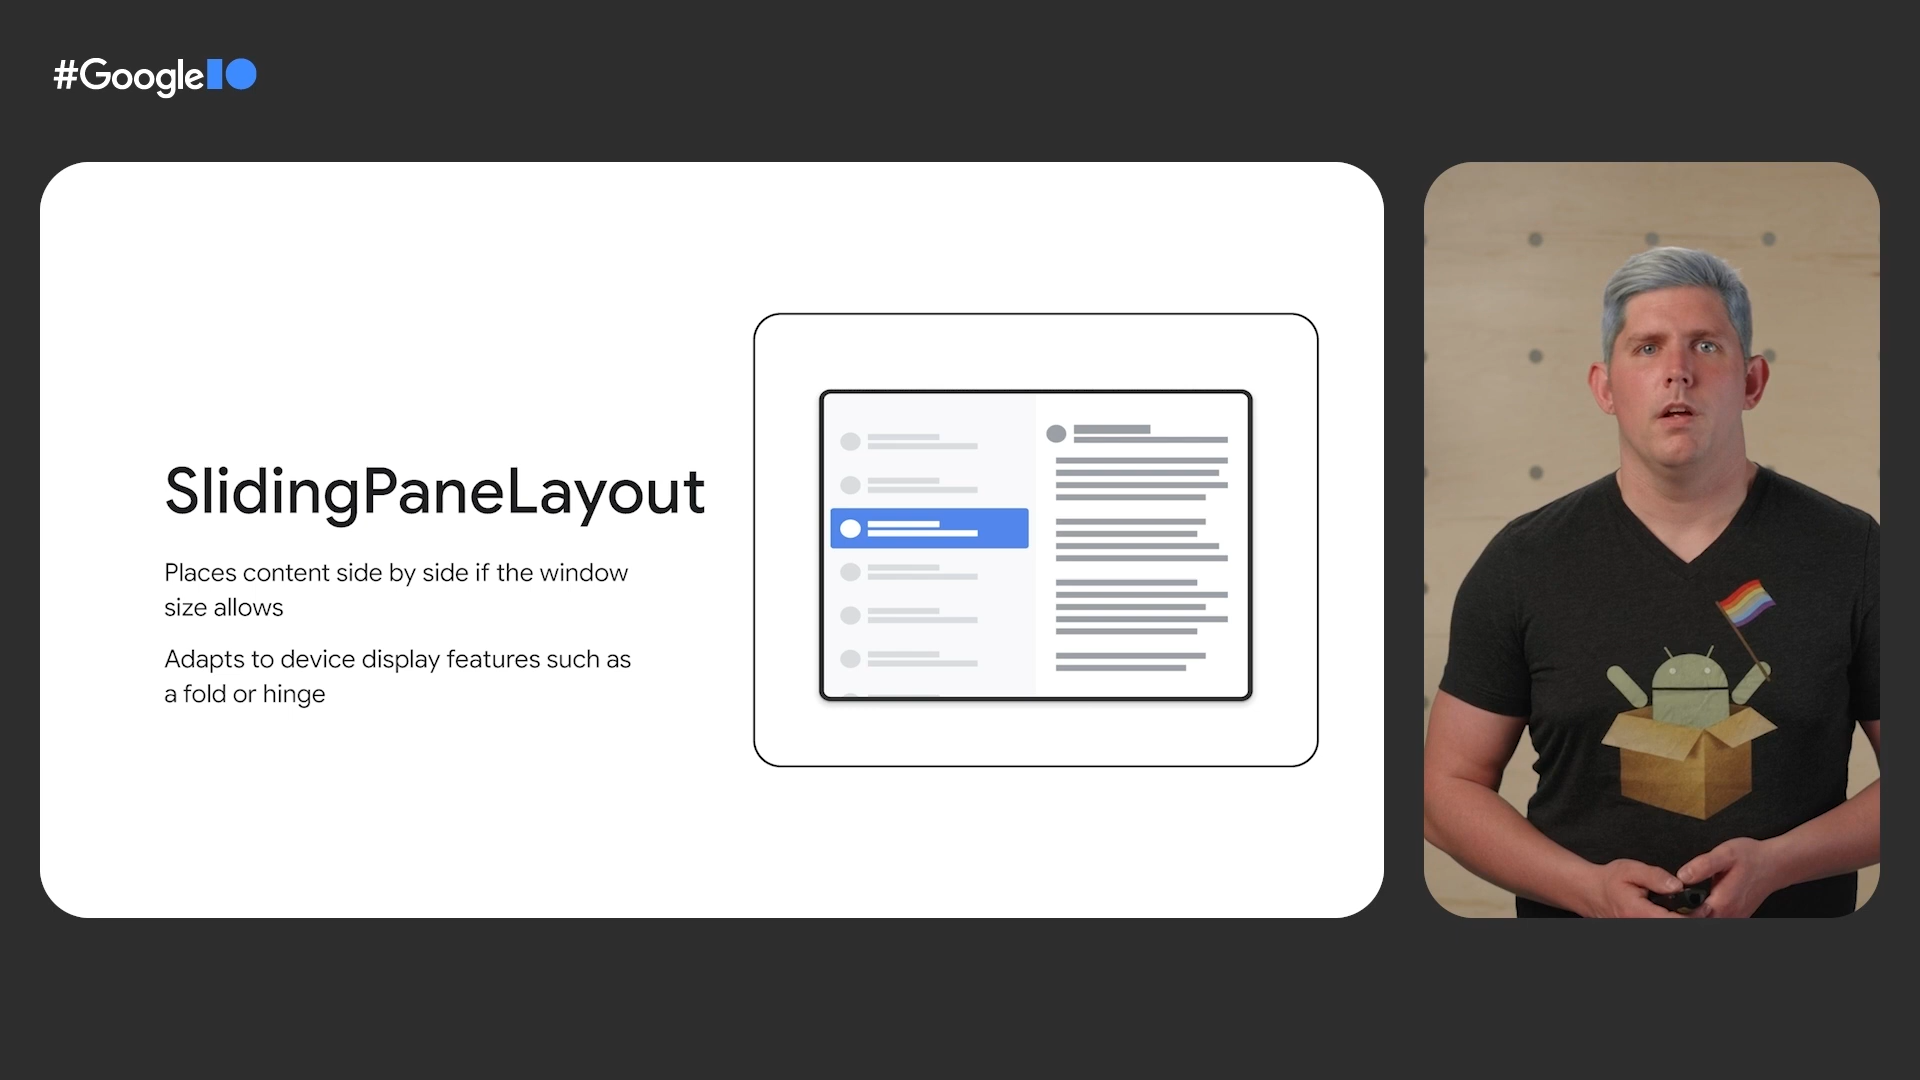 #GoogleIO
SlidingPaneLayout
Places content side by side if the window
size allows
Adapts to device display features such as
a fold or hinge